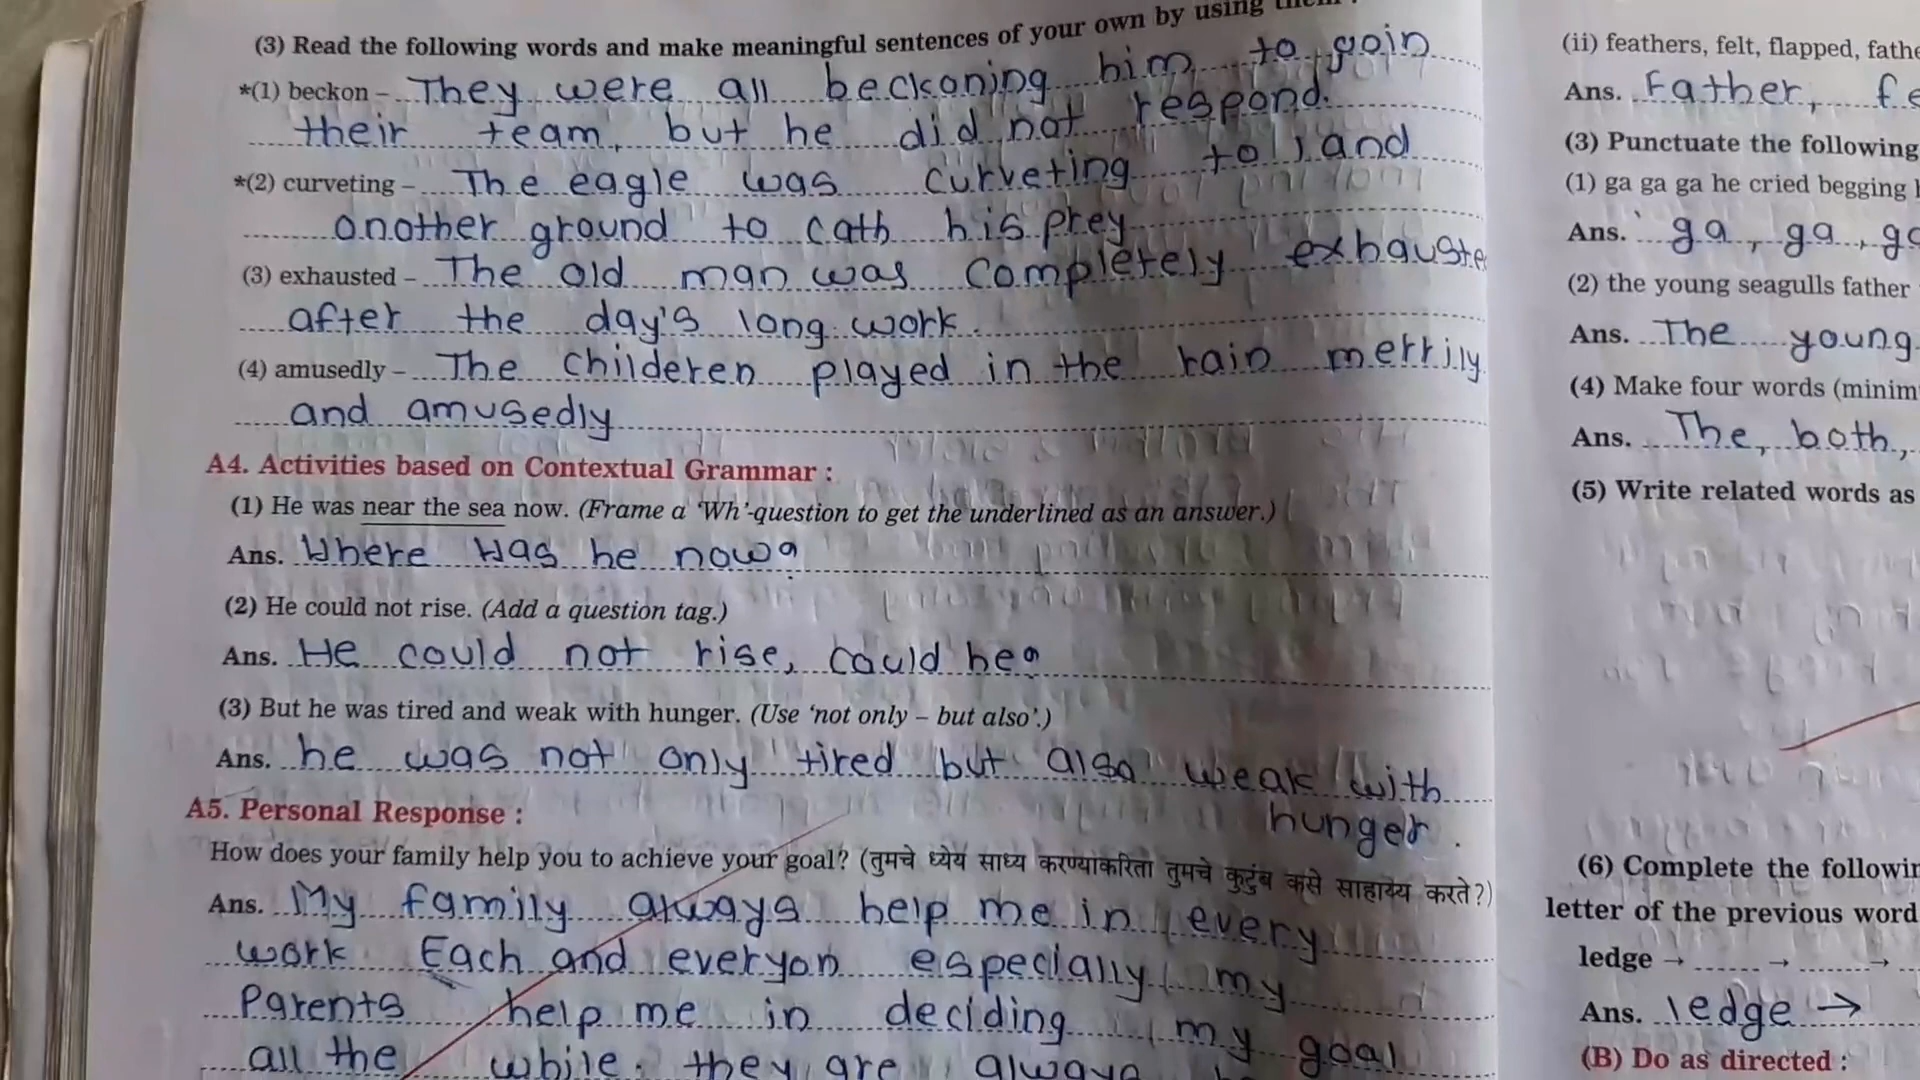 (3) Read the following words and make meaningful sentences of your own by using them :
*(1) beckon – They were all beckoning him to goin
their team, but he did not respond.
*(2) curveting – The eagle was curveting to land
onother ground to cath his prey
(3) exhausted – The old man was completely exhauste
after the day's long work.
(4) amusedly – The childeren played in the rain merrily
and amusedly
A4. Activities based on Contextual Grammar :
(1) He was near the sea now. (Frame a 'Wh'-question to get the underlined as an answer.)
Ans. Where Was he now?
(2) He could not rise. (Add a question tag.)
Ans. He could not rise, could he?
(3) But he was tired and weak with hunger. (Use 'not only – but also'.)
Ans. he was not only tired but also weak with
hunger.
A5. Personal Response :
How does your family help you to achieve your goal? (तुमचे ध्येय साध्य करण्याकरिता तुमचे कुटुंब कसे साहाय्य करते?)
Ans. My family always help me in every
work Each and everyon especially my
Parents help me in deciding my goal
all the while. they are always
(ii) feathers, felt, flapped, fathe
Ans. Father, fe
(3) Punctuate the following
(1) ga ga ga he cried begging
Ans. ga, ga, ga
(2) the young seagulls father
Ans. The young
(4) Make four words (minim
Ans. The, both,
(5) Write related words as
(6) Complete the followin
letter of the previous word
ledge → → →
Ans. ledge →
(B) Do as directed :